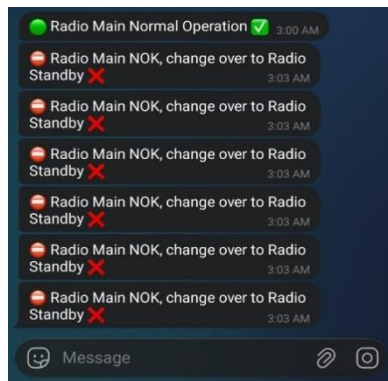 🟢 Radio Main Normal Operation ✅ 3:00 AM
⛔ Radio Main NOK, change over to Radio
Standby ❌ 3:03 AM
⛔ Radio Main NOK, change over to Radio
Standby ❌ 3:03 AM
⛔ Radio Main NOK, change over to Radio
Standby ❌ 3:03 AM
⛔ Radio Main NOK, change over to Radio
Standby ❌ 3:03 AM
⛔ Radio Main NOK, change over to Radio
Standby ❌ 3:03 AM
⛔ Radio Main NOK, change over to Radio
Standby ❌ 3:03 AM
Message